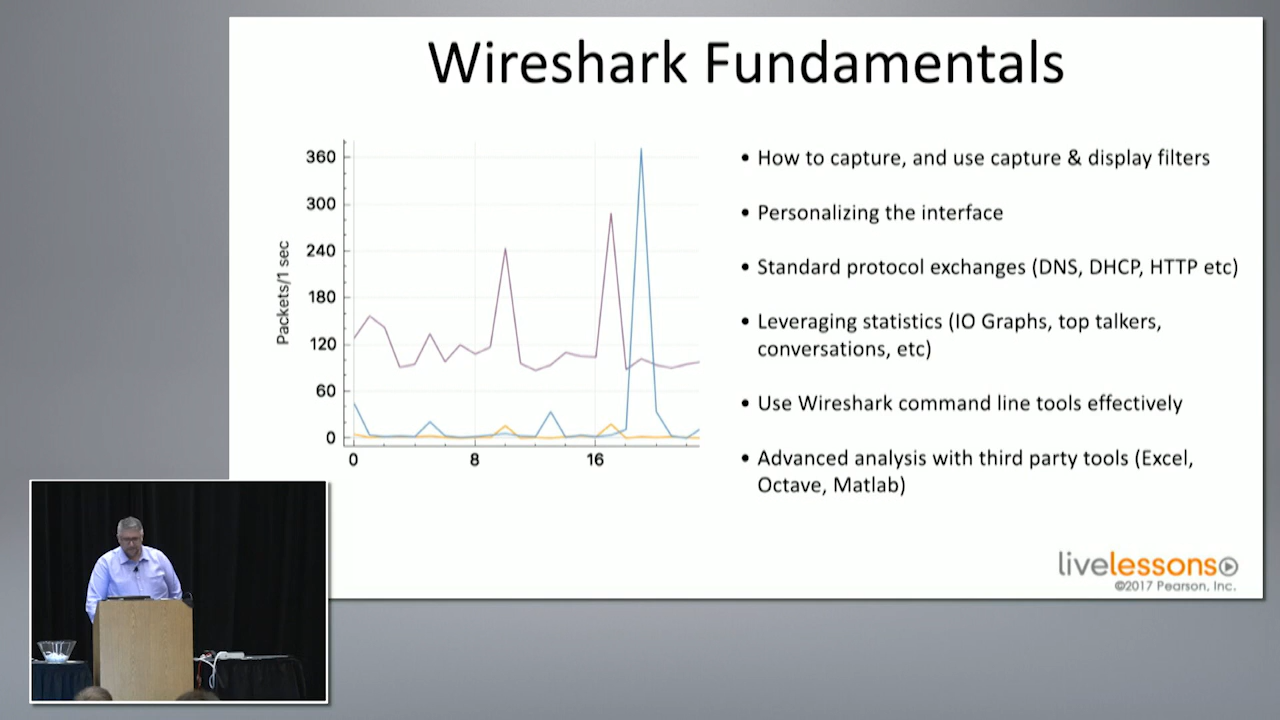 Wireshark Fundamentals
360
300
240
180
120
60
0
Packets/1 sec
0 8 16
• How to capture, and use capture & display filters
• Personalizing the interface
• Standard protocol exchanges (DNS, DHCP, HTTP etc)
• Leveraging statistics (IO Graphs, top talkers,
conversations, etc)
• Use Wireshark command line tools effectively
• Advanced analysis with third party tools (Excel,
Octave, Matlab)
livelessons
©2017 Pearson, Inc.